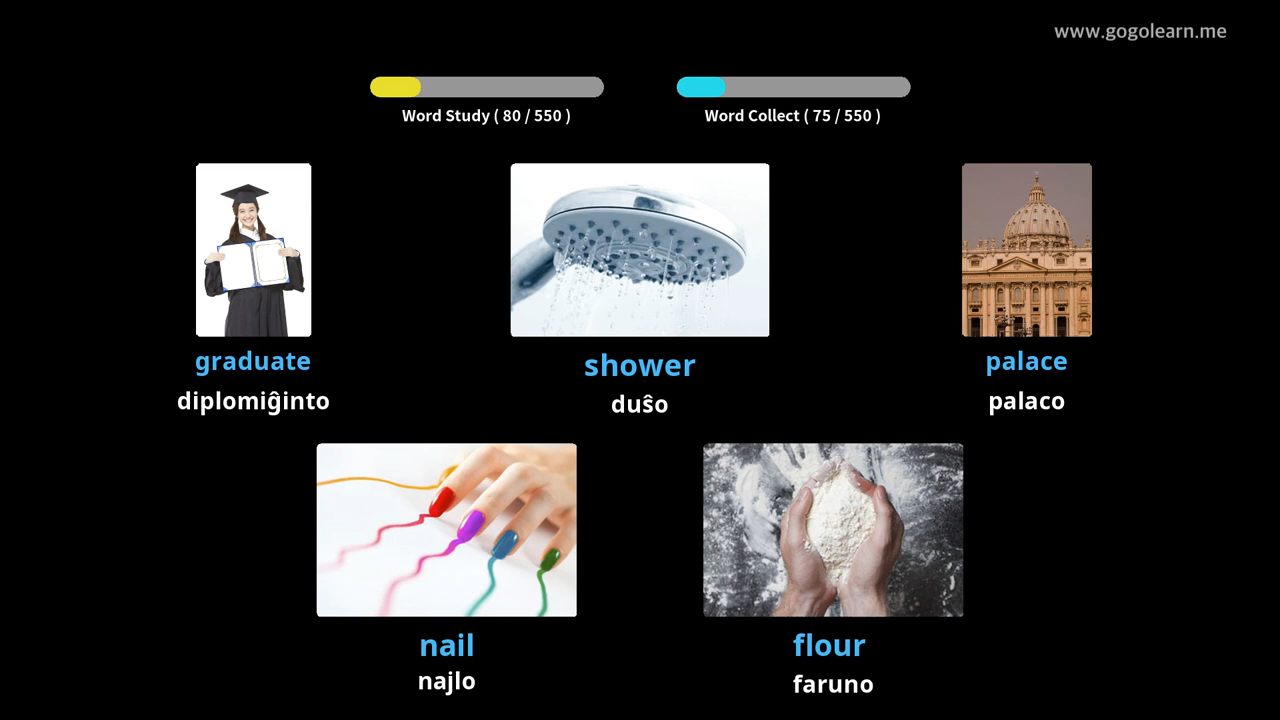 www.gogolearn.me
Word Study ( 80 / 550 )
Word Collect ( 75 / 550 )
graduate
diplomiĝinto
shower
duŝo
palace
palaco
nail
najlo
flour
faruno